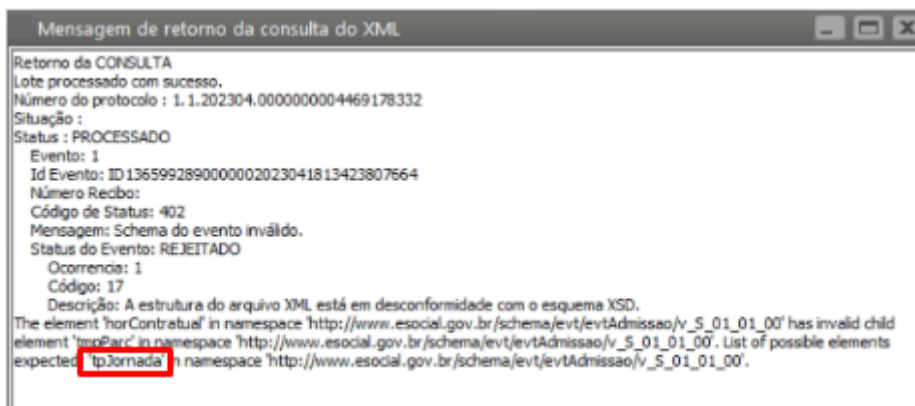 Mensagem de retorno da consulta do XML
Retorno da CONSULTA
Lote processado com sucesso.
Número do protocolo : 1.1.202304.0000000004469178332
Situação :
Status : PROCESSADO
Evento: 1
Id Evento: ID1365992890000002023041813423807664
Número Recibo:
Código de Status: 402
Mensagem: Schema do evento inválido.
Status do Evento: REJEITADO
Ocorrencia: 1
Código: 17
Descrição: A estrutura do arquivo XML está em desconformidade com o esquema XSD.
The element 'horContratual' in namespace 'http://www.esocial.gov.br/schema/evt/evtAdmissao/v_S_01_01_00' has invalid child
element 'tmpParc' in namespace 'http://www.esocial.gov.br/schema/evt/evtAdmissao/v_S_01_01_00'. List of possible elements
expected: 'tpJornada' in namespace 'http://www.esocial.gov.br/schema/evt/evtAdmissao/v_S_01_01_00'.